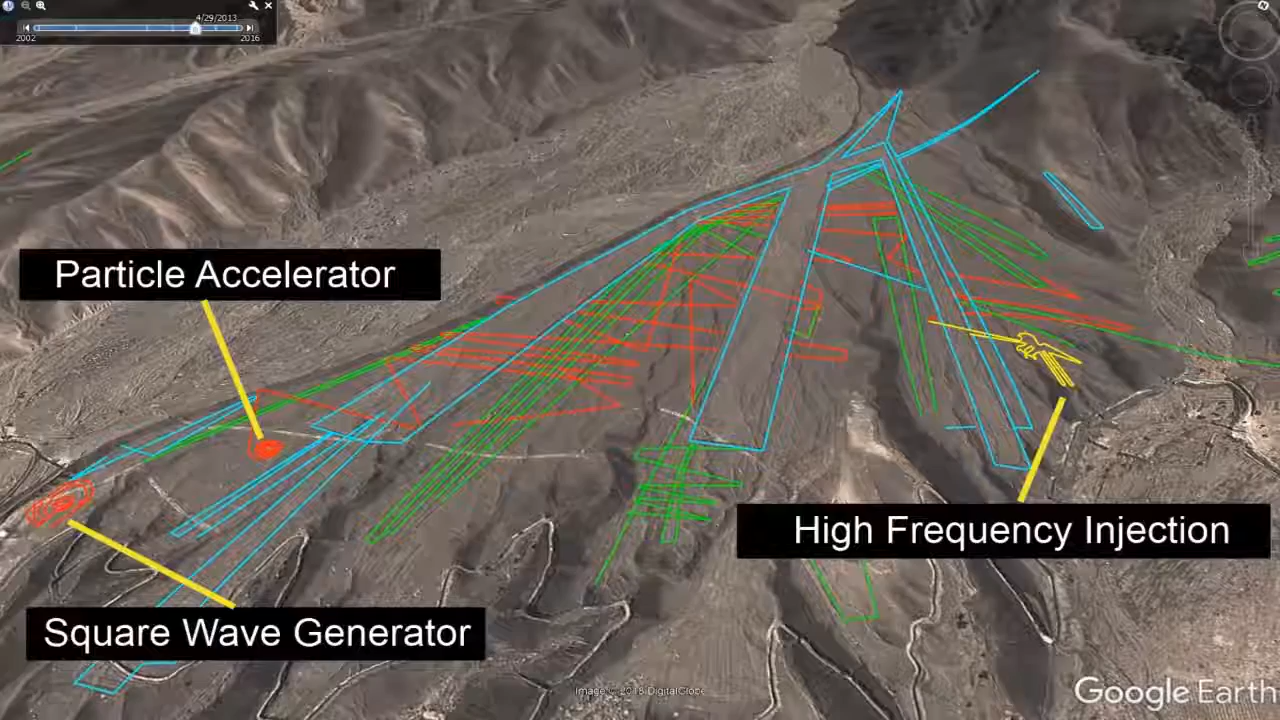 4/29/2013
2002
2016
Particle Accelerator
High Frequency Injection
Square Wave Generator
Image © 2018 DigitalGlobe
Google Earth